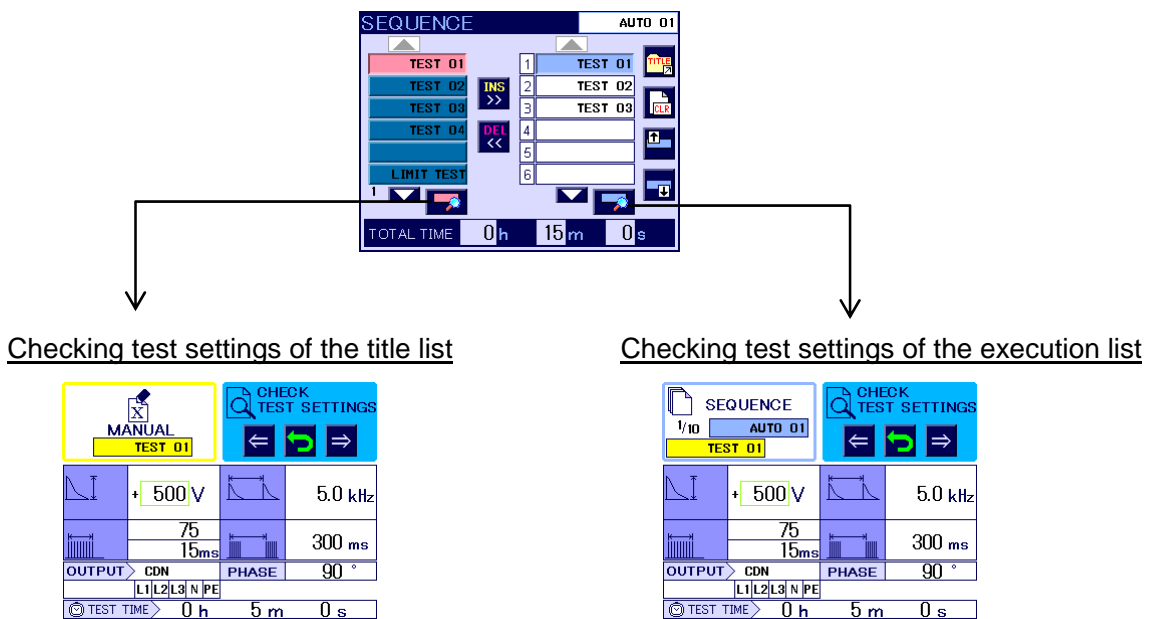 SEQUENCE AUTO 01
TEST 01 1 TEST 01 TITLE
TEST 02 INS >> 2 TEST 02
TEST 03 3 TEST 03 CLR
TEST 04 DEL << 4
5
LIMIT TEST 6
1
TOTAL TIME 0 h 15 m 0 s
Checking test settings of the title list
X
MANUAL
TEST 01
CHECK
TEST SETTINGS
+ 500 V 5.0 kHz
75
15ms 300 ms
OUTPUT CDN PHASE 90 °
L1 L2 L3 N PE
TEST TIME 0 h 5 m 0 s
Checking test settings of the execution list
SEQUENCE
1/10 AUTO 01
TEST 01
CHECK
TEST SETTINGS
+ 500 V 5.0 kHz
75
15ms 300 ms
OUTPUT CDN PHASE 90 °
L1 L2 L3 N PE
TEST TIME 0 h 5 m 0 s